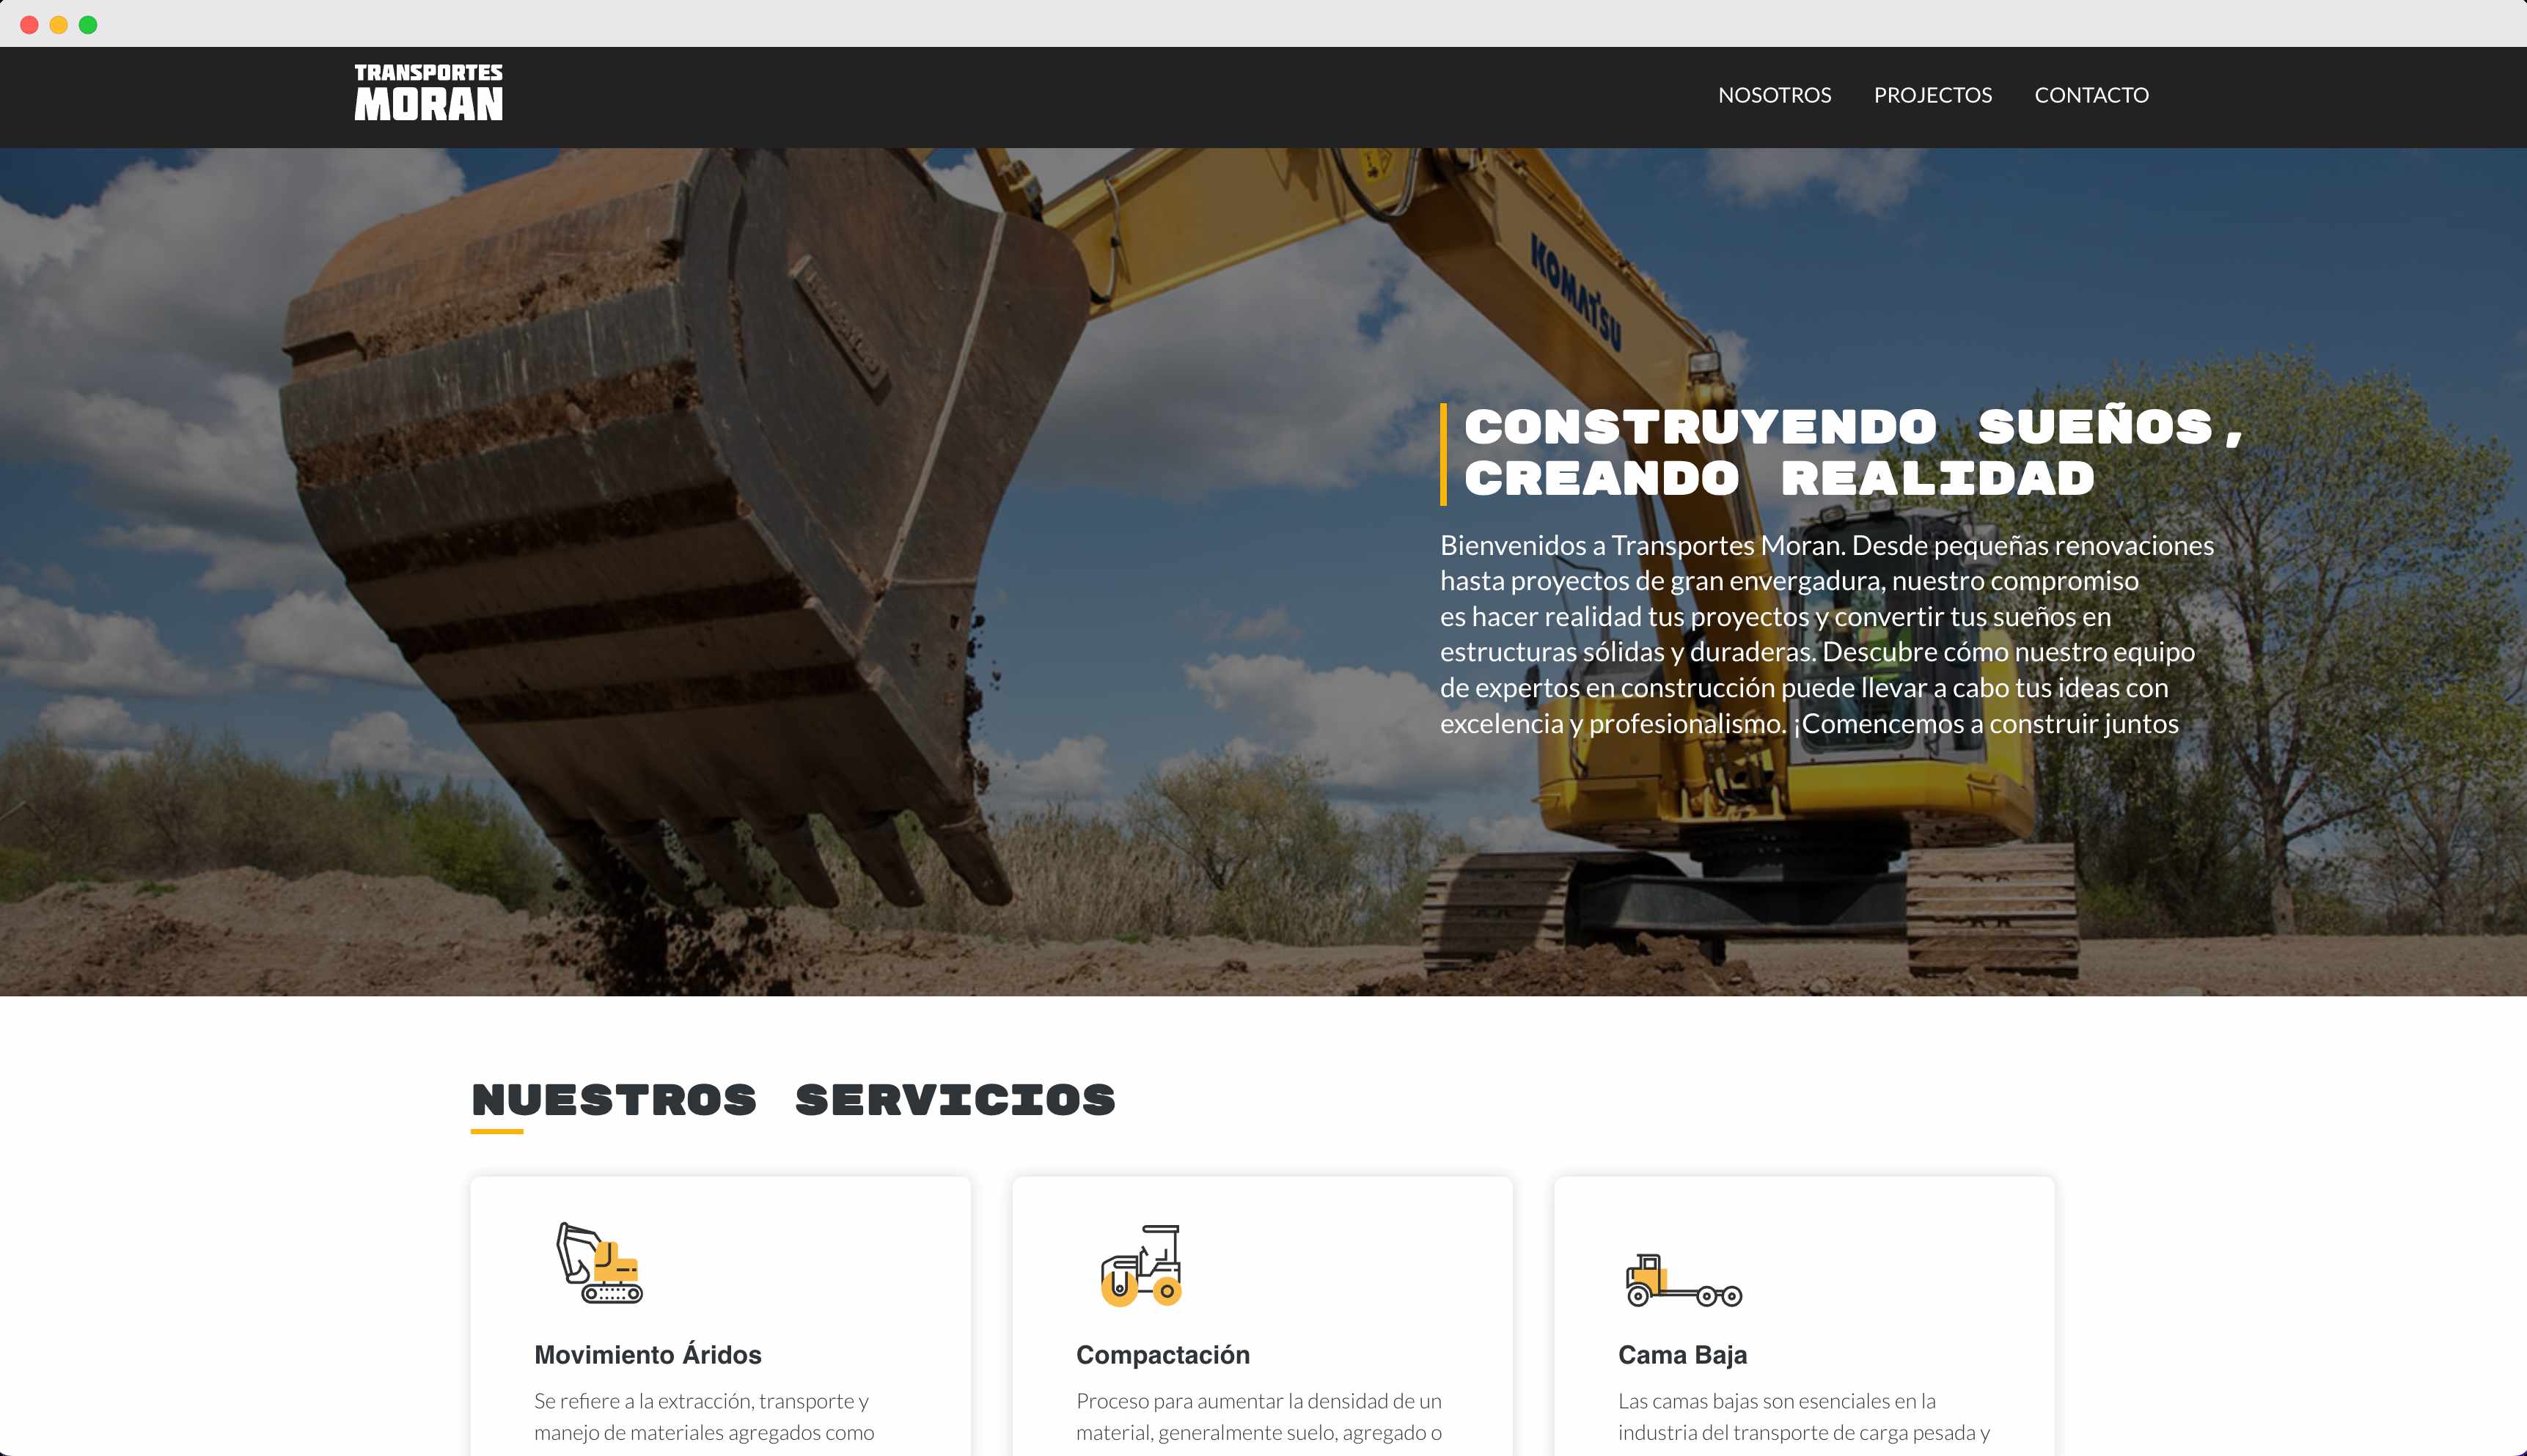 TRANSPORTES
MORAN
NOSOTROS PROJECTOS CONTACTO
KOMATSU
CONSTRUYENDO SUEÑOS,
CREANDO REALIDAD
Bienvenidos a Transportes Moran. Desde pequeñas renovaciones
hasta proyectos de gran envergadura, nuestro compromiso
es hacer realidad tus proyectos y convertir tus sueños en
estructuras sólidas y duraderas. Descubre cómo nuestro equipo
de expertos en construcción puede llevar a cabo tus ideas con
excelencia y profesionalismo. ¡Comencemos a construir juntos
NUESTROS SERVICIOS
Movimiento Áridos
Se refiere a la extracción, transporte y
manejo de materiales agregados como
Compactación
Proceso para aumentar la densidad de un
material, generalmente suelo, agregado o
Cama Baja
Las camas bajas son esenciales en la
industria del transporte de carga pesada y